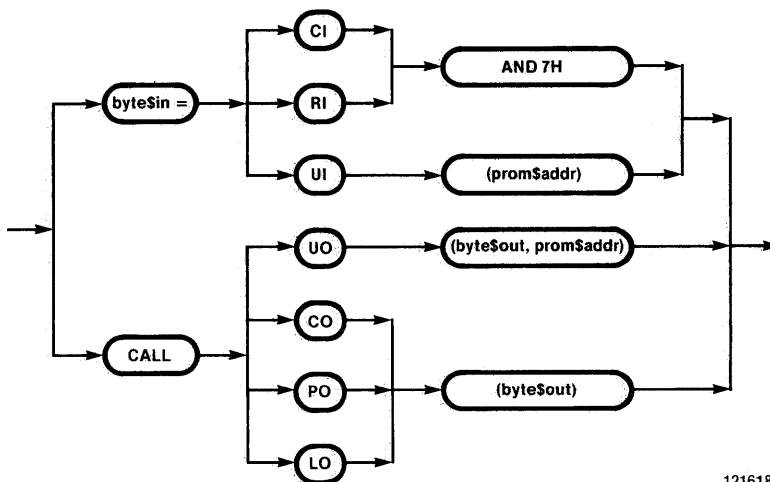 CI
byte$in =
RI
AND 7H
UI
(prom$addr)
UO
(byte$out, prom$addr)
CO
CALL
PO
(byte$out)
LO
121618